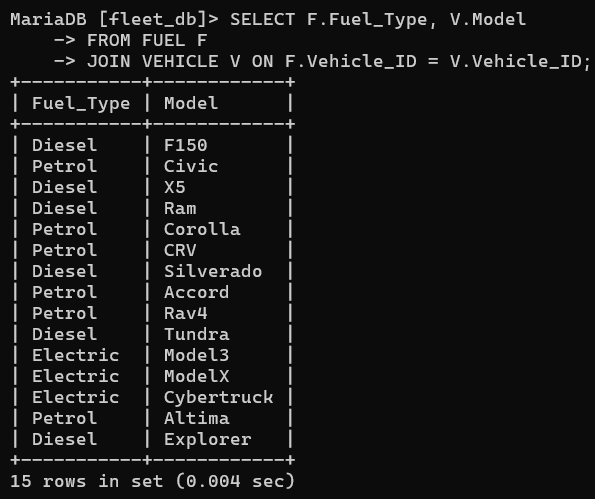 MariaDB [fleet_db]> SELECT F.Fuel_Type, V.Model
    -> FROM FUEL F
    -> JOIN VEHICLE V ON F.Vehicle_ID = V.Vehicle_ID;
+-----------+------------+
| Fuel_Type | Model      |
+-----------+------------+
| Diesel    | F150       |
| Petrol    | Civic      |
| Diesel    | X5         |
| Diesel    | Ram        |
| Petrol    | Corolla    |
| Petrol    | CRV        |
| Diesel    | Silverado  |
| Petrol    | Accord     |
| Petrol    | Rav4       |
| Diesel    | Tundra     |
| Electric  | Model3     |
| Electric  | ModelX     |
| Electric  | Cybertruck |
| Petrol    | Altima     |
| Diesel    | Explorer   |
+-----------+------------+
15 rows in set (0.004 sec)